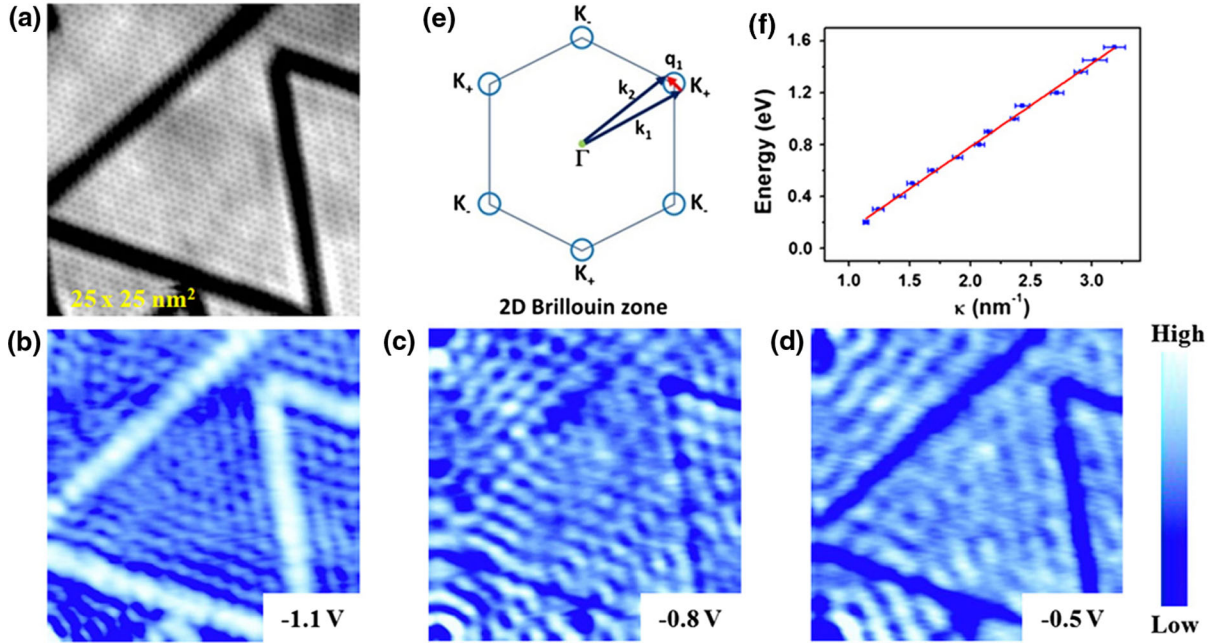 (a)
25 x 25 nm²
(e)
K₋
K₊
K₊
q₁
k₂
k₁
Γ
K₋
K₋
K₊
2D Brillouin zone
(f)
Energy (eV)
1.6
1.2
0.8
0.4
0.0
1.0 1.5 2.0 2.5 3.0
κ (nm⁻¹)
(b)
-1.1 V
(c)
-0.8 V
(d)
-0.5 V
High
Low